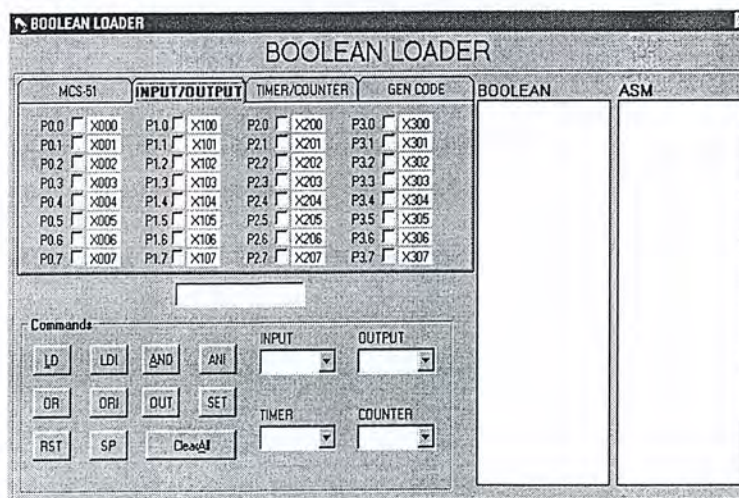 BOOLEAN LOADER
BOOLEAN LOADER
MCS-51 INPUT/OUTPUT TIMER/COUNTER GEN CODE BOOLEAN ASM
P0.0 X000 P1.0 X100 P2.0 X200 P3.0 X300
P0.1 X001 P1.1 X101 P2.1 X201 P3.1 X301
P0.2 X002 P1.2 X102 P2.2 X202 P3.2 X302
P0.3 X003 P1.3 X103 P2.3 X203 P3.3 X303
P0.4 X004 P1.4 X104 P2.4 X204 P3.4 X304
P0.5 X005 P1.5 X105 P2.5 X205 P3.5 X305
P0.6 X006 P1.6 X106 P2.6 X206 P3.6 X306
P0.7 X007 P1.7 X107 P2.7 X207 P3.7 X307
Commands
INPUT OUTPUT
LD LDI AND ANI
OR ORI OUT SET
TIMER COUNTER
RST SP ClearAll